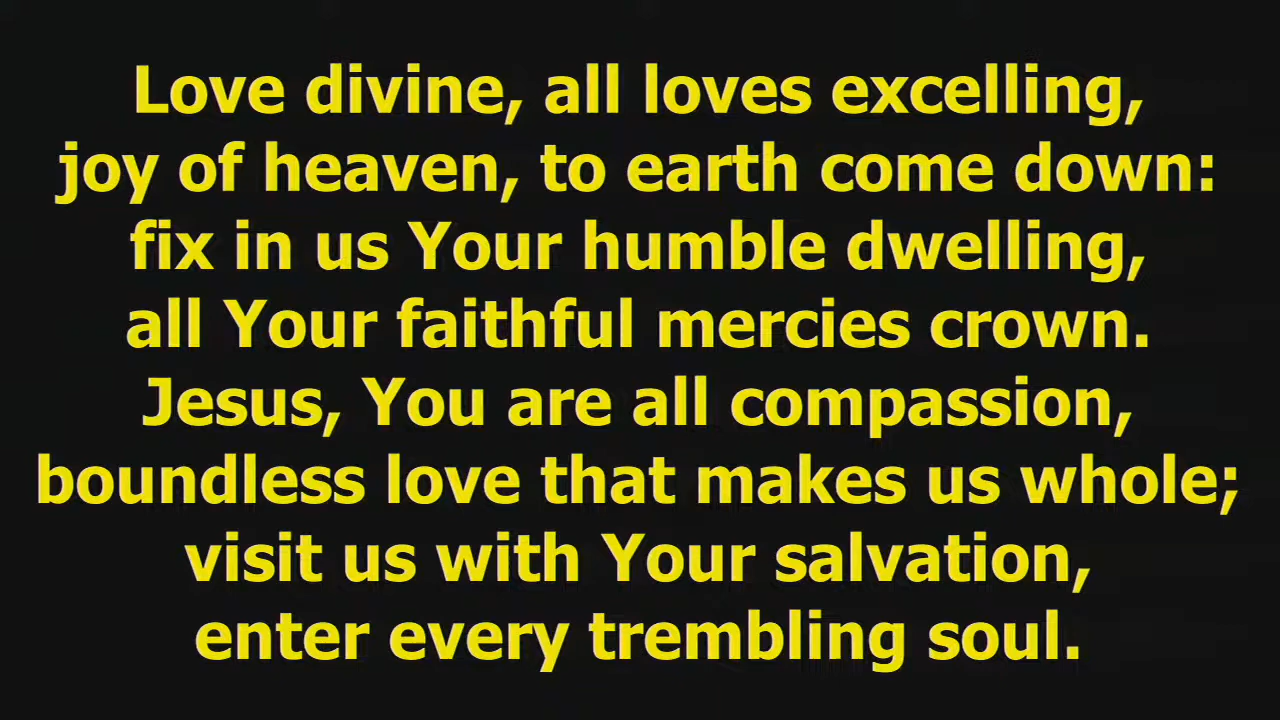 Love divine, all loves excelling,
joy of heaven, to earth come down:
fix in us Your humble dwelling,
all Your faithful mercies crown.
Jesus, You are all compassion,
boundless love that makes us whole;
visit us with Your salvation,
enter every trembling soul.